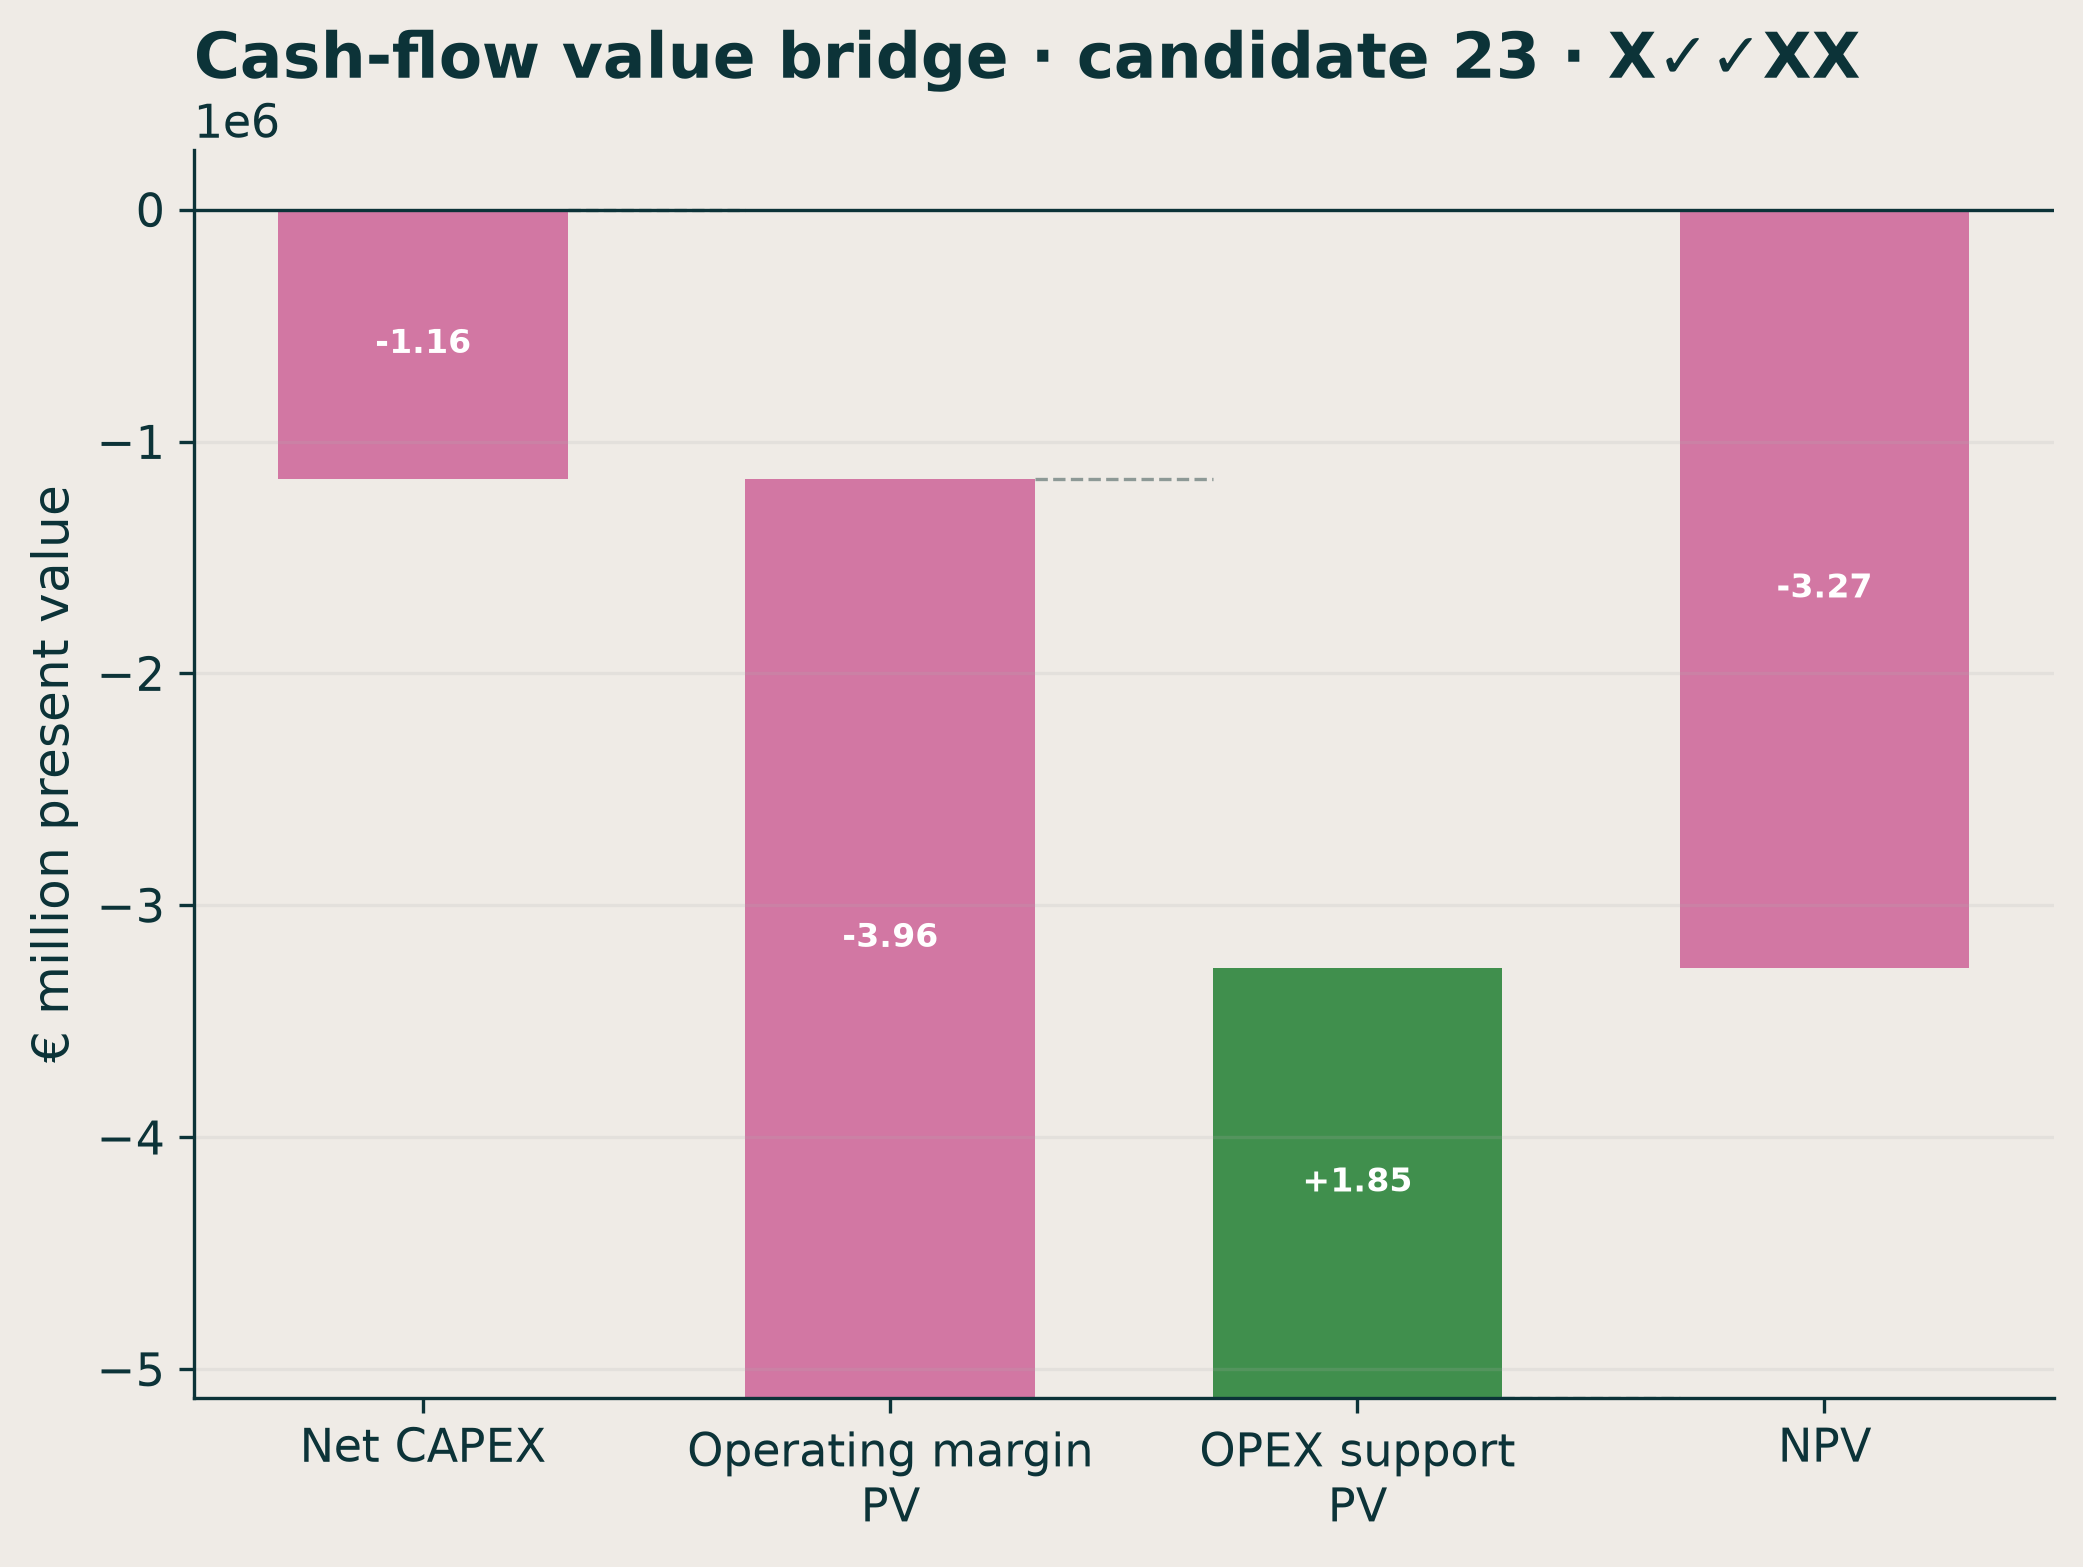 Cash-flow value bridge · candidate 23 · X✓✓XX
1e6
0
−1
−2
−3
−4
−5
€ million present value
-1.16
-3.96
+1.85
-3.27
Net CAPEX
Operating margin
PV
OPEX support
PV
NPV